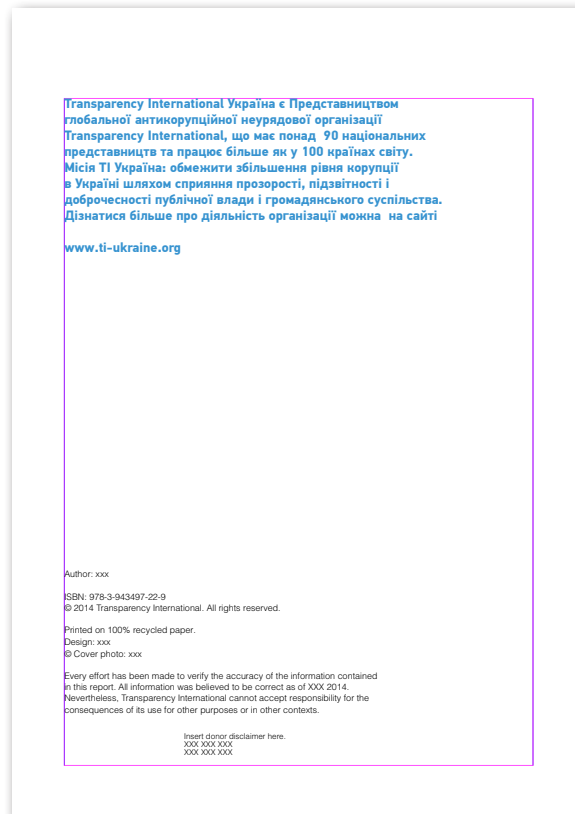 Transparency International Україна є Представництвом
глобальної антикорупційної неурядової організації
Transparency International, що має понад 90 національних
представництв та працює більше як у 100 країнах світу.
Місія ТІ Україна: обмежити збільшення рівня корупції
в Україні шляхом сприяння прозорості, підзвітності і
доброчесності публічної влади і громадянського суспільства.
Дізнатися більше про діяльність організації можна на сайті
www.ti-ukraine.org
Author: xxx
ISBN: 978-3-943497-22-9
© 2014 Transparency International. All rights reserved.
Printed on 100% recycled paper.
Design: xxx
© Cover photo: xxx
Every effort has been made to verify the accuracy of the information contained
in this report. All information was believed to be correct as of XXX 2014.
Nevertheless, Transparency International cannot accept responsibility for the
consequences of its use for other purposes or in other contexts.
Insert donor disclaimer here.
XXX XXX XXX
XXX XXX XXX